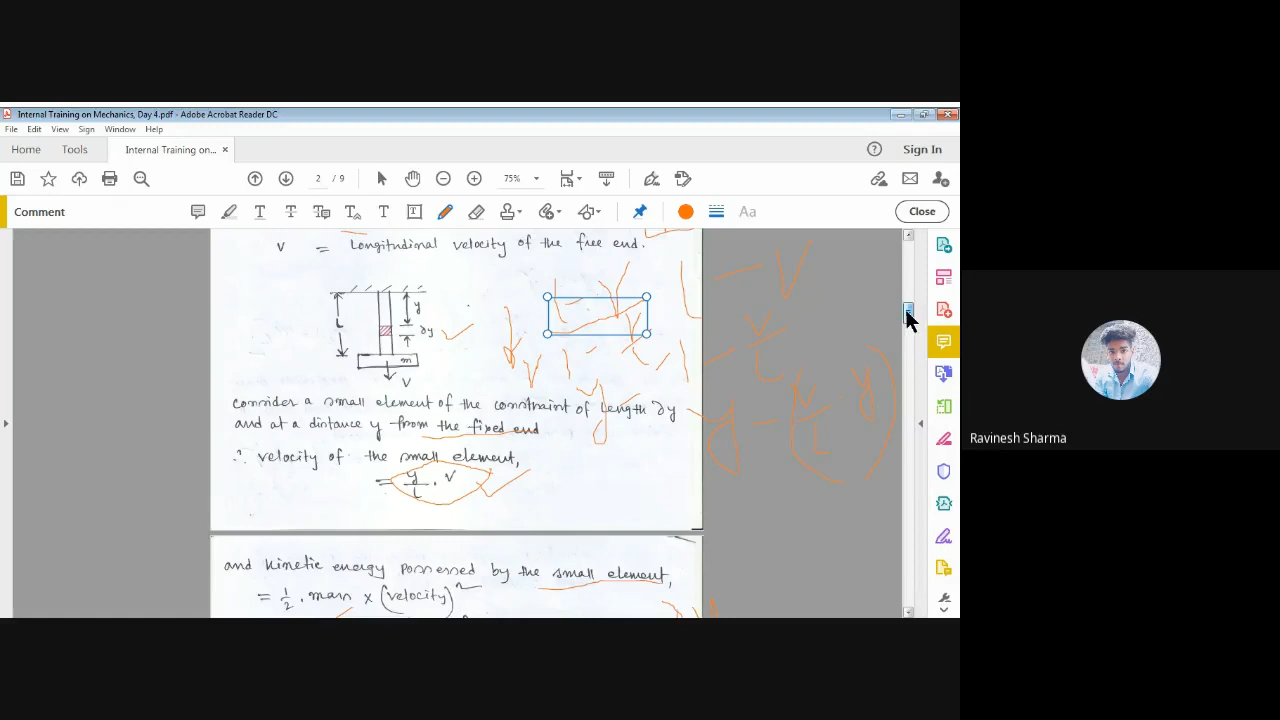 Internal Training on Mechanics, Day 4.pdf - Adobe Acrobat Reader DC
File Edit View Sign Window Help
Home Tools Internal Training on... × Sign In
2 / 9 75%
Comment Aa Close
v = Longitudinal velocity of the free end.
L y
∂y
m
V
consider a small element of the constraint of length ∂y
and at a distance y from the fixed end
∴ velocity of the small element,
= y/L . V
and kinetic energy possessed by the small element,
= 1/2 . mass x (velocity)²
L - V
1 - V/L
y - (V/L y)
Ravinesh Sharma